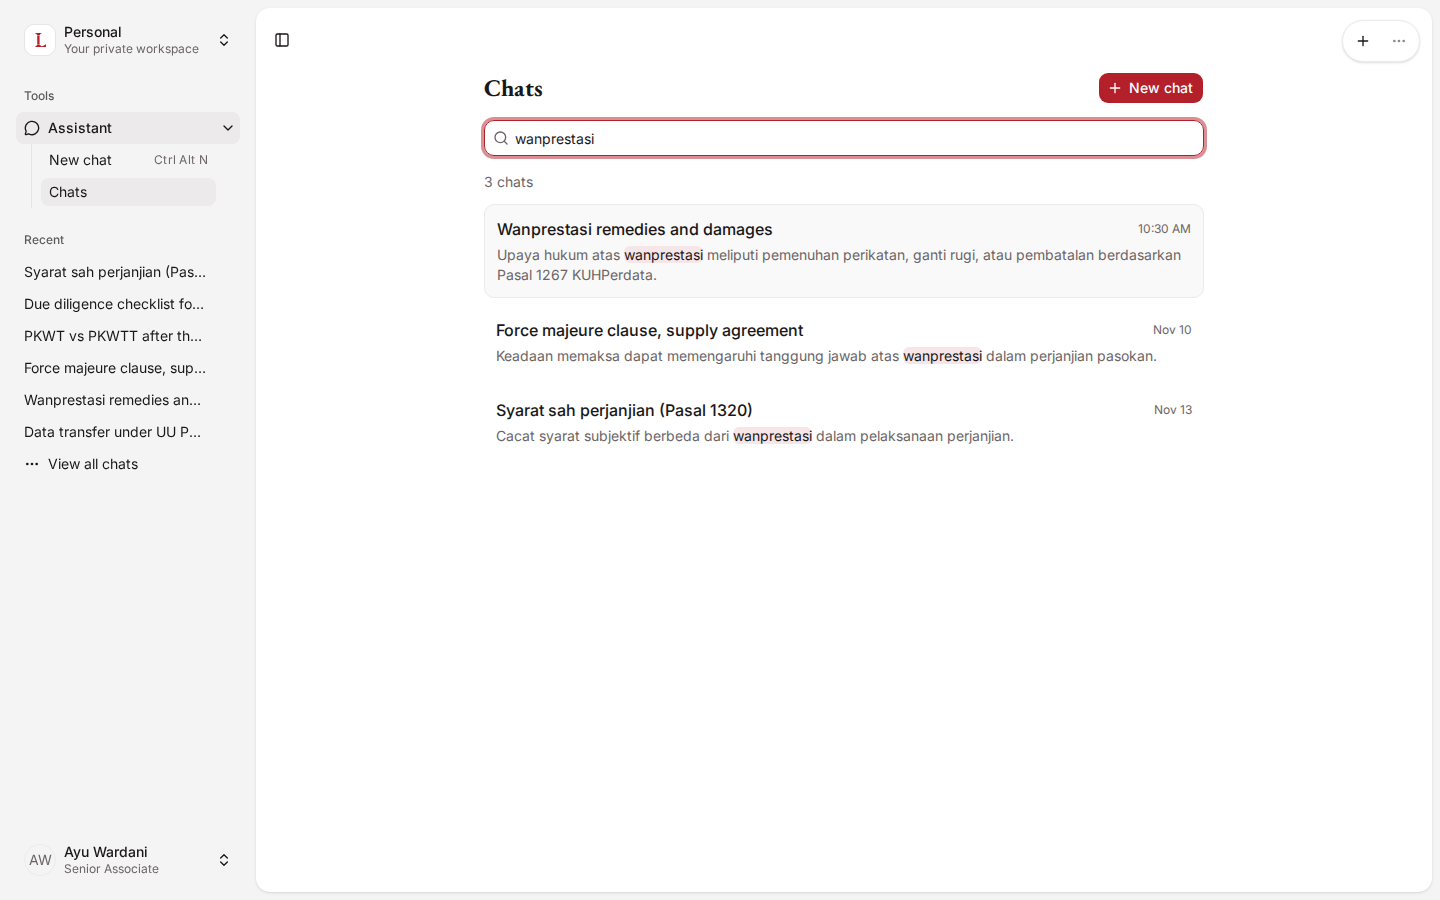 L
Personal
Your private workspace
Tools
Assistant
New chat Ctrl Alt N
Chats
Recent
Syarat sah perjanjian (Pas...
Due diligence checklist fo...
PKWT vs PKWTT after th...
Force majeure clause, sup...
Wanprestasi remedies an...
Data transfer under UU P...
View all chats
AW
Ayu Wardani
Senior Associate
Chats
New chat
wanprestasi
3 chats
Wanprestasi remedies and damages 10:30 AM
Upaya hukum atas wanprestasi meliputi pemenuhan perikatan, ganti rugi, atau pembatalan berdasarkan
Pasal 1267 KUHPerdata.
Force majeure clause, supply agreement Nov 10
Keadaan memaksa dapat memengaruhi tanggung jawab atas wanprestasi dalam perjanjian pasokan.
Syarat sah perjanjian (Pasal 1320) Nov 13
Cacat syarat subjektif berbeda dari wanprestasi dalam pelaksanaan perjanjian.